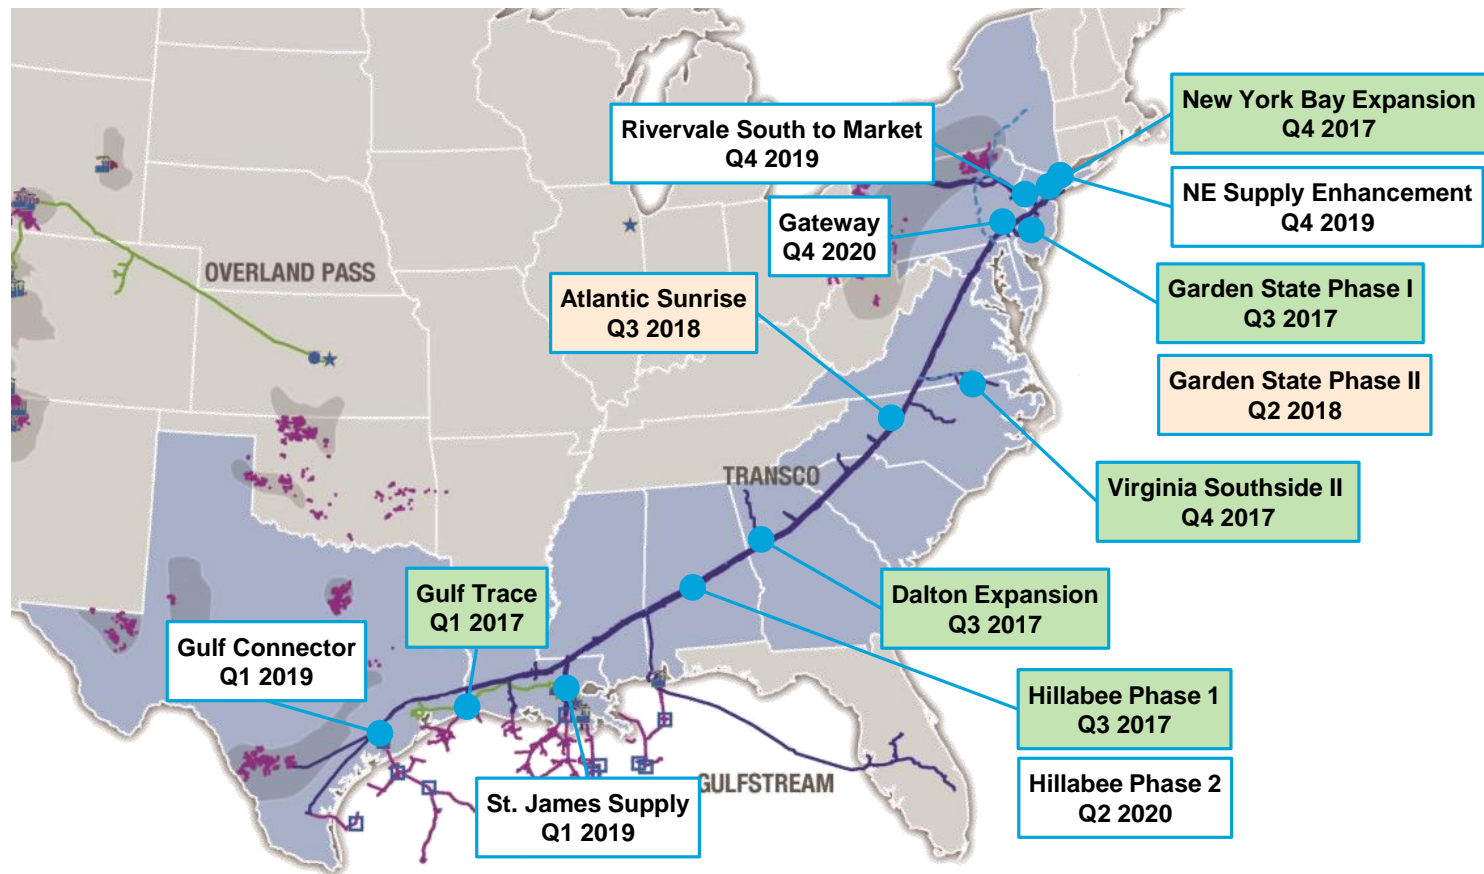 New York Bay Expansion
Q4 2017
Rivervale South to Market
Q4 2019
NE Supply Enhancement
Q4 2019
Gateway
Q4 2020
OVERLAND PASS
Atlantic Sunrise
Q3 2018
Garden State Phase I
Q3 2017
Garden State Phase II
Q2 2018
TRANSCO
Virginia Southside II
Q4 2017
Gulf Trace
Q1 2017
Dalton Expansion
Q3 2017
Gulf Connector
Q1 2019
Hillabee Phase 1
Q3 2017
GULFSTREAM
St. James Supply
Q1 2019
Hillabee Phase 2
Q2 2020